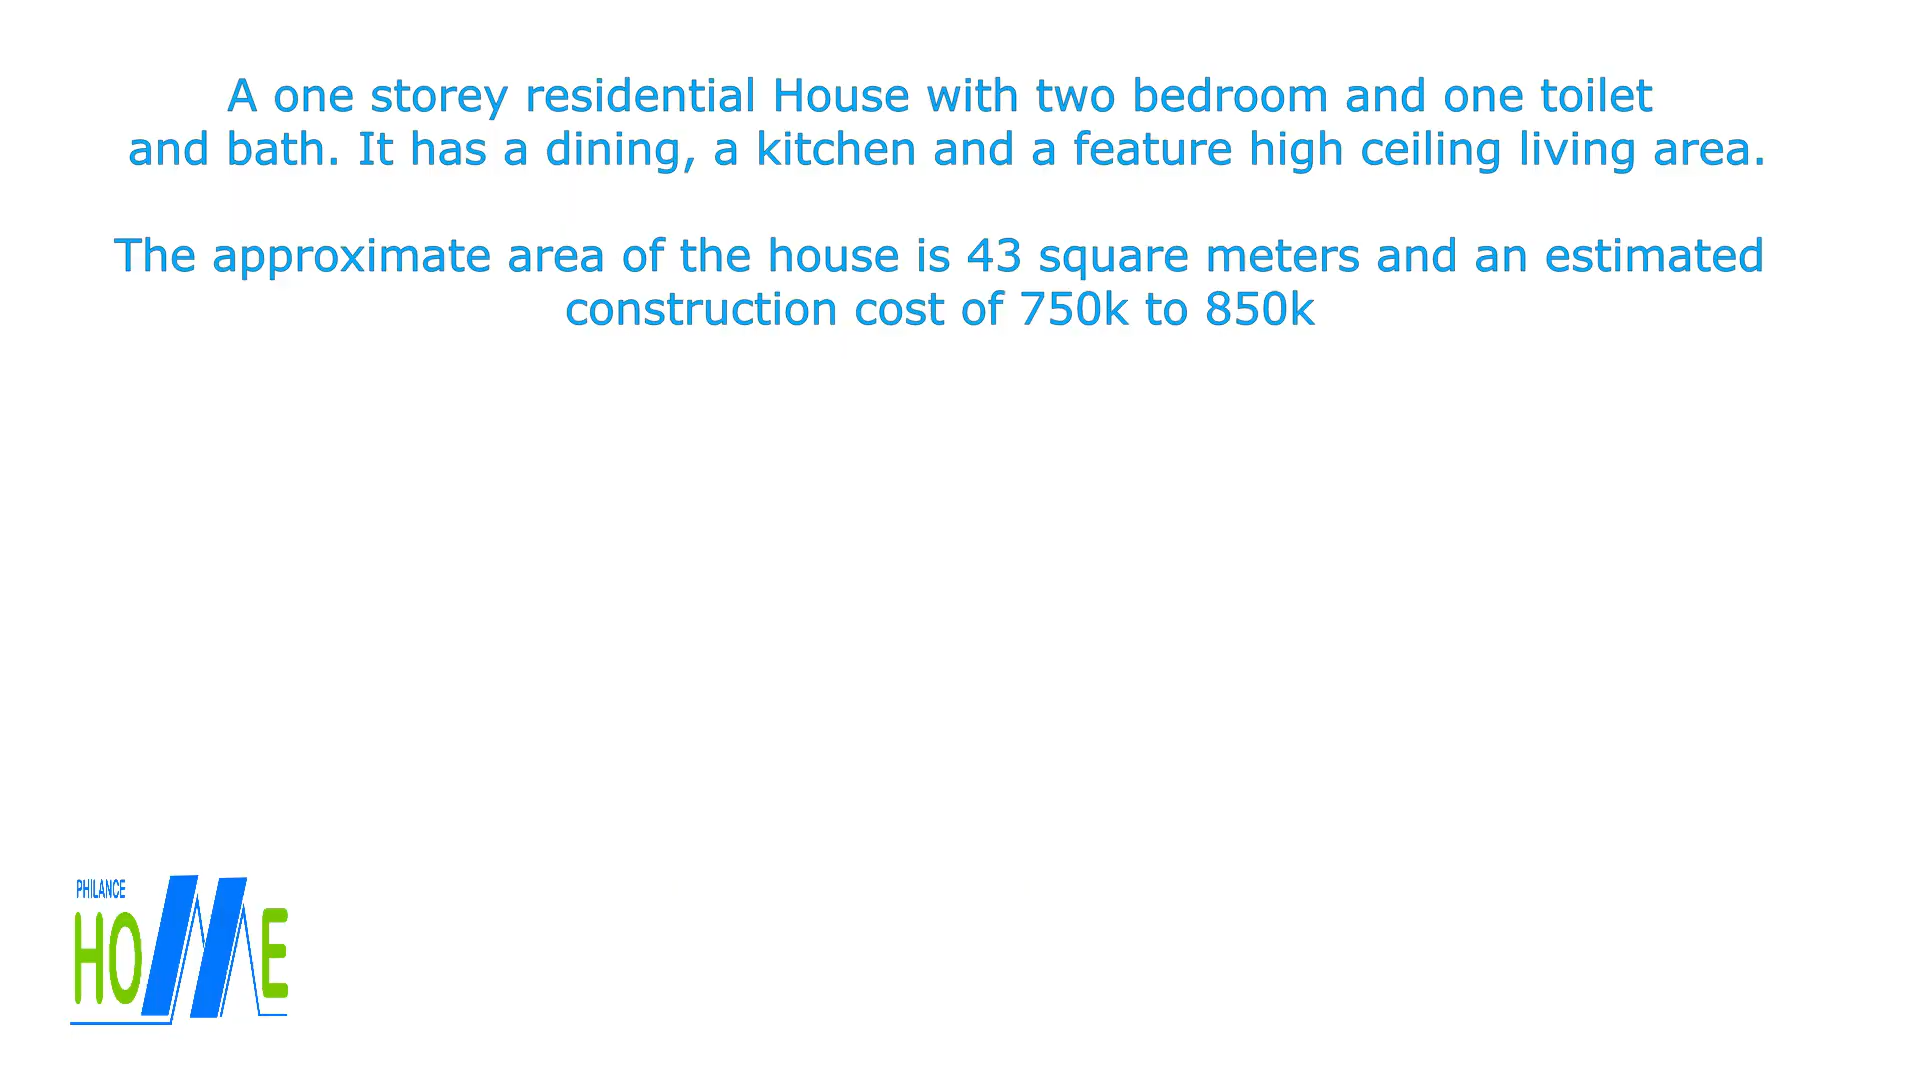 A one storey residential House with two bedroom and one toilet
and bath. It has a dining, a kitchen and a feature high ceiling living area.
The approximate area of the house is 43 square meters and an estimated
construction cost of 750k to 850k
PHILANCE
HOME